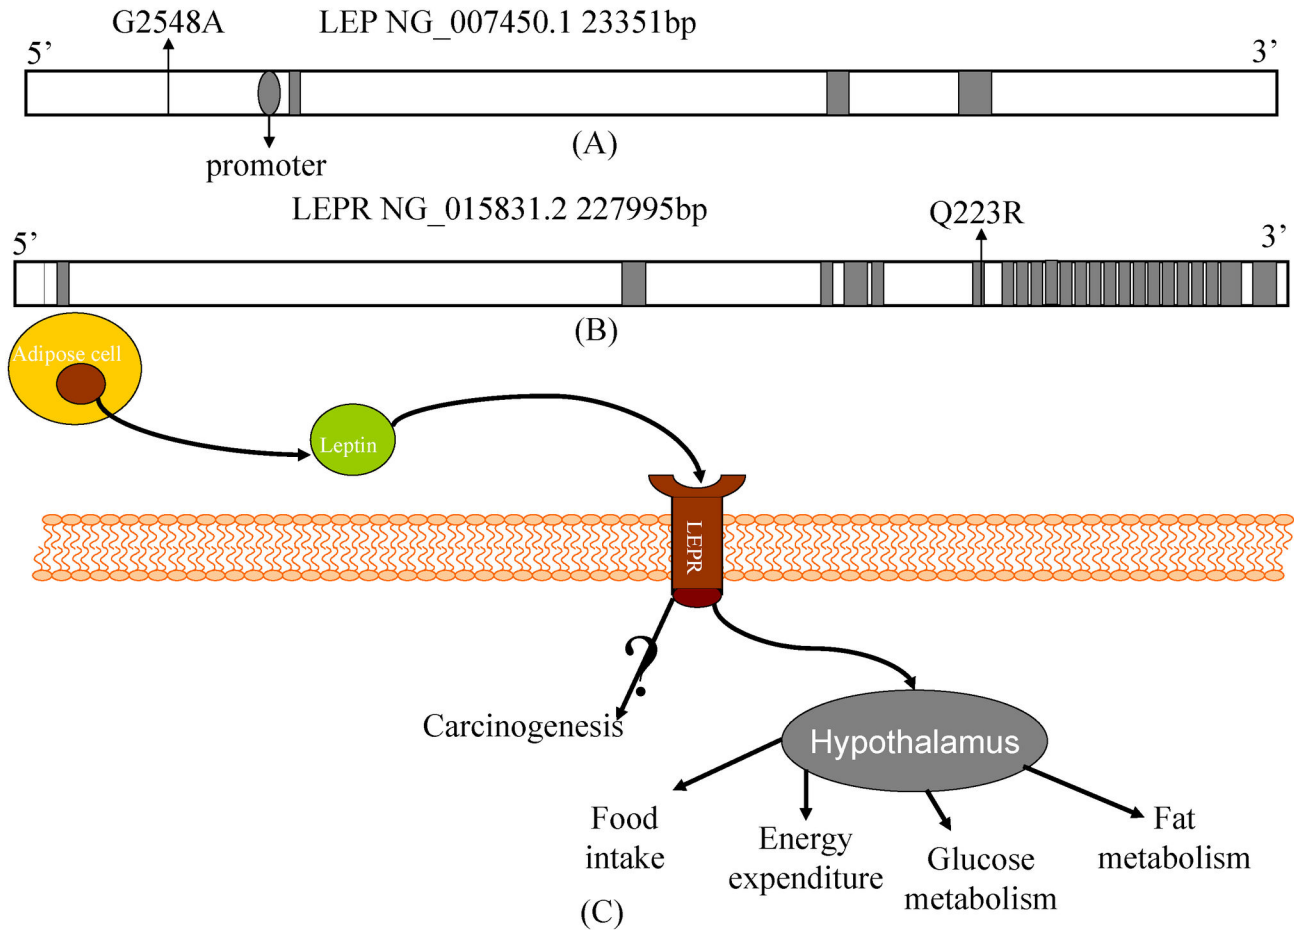 G2548A
LEP NG_007450.1 23351bp
5’
3’
promoter
(A)
LEPR NG_015831.2 227995bp
Q223R
5’
3’
(B)
Adipose cell
Leptin
LEPR
?
Carcinogenesis
Hypothalamus
Food
intake
Energy
expenditure
Glucose
metabolism
Fat
metabolism
(C)